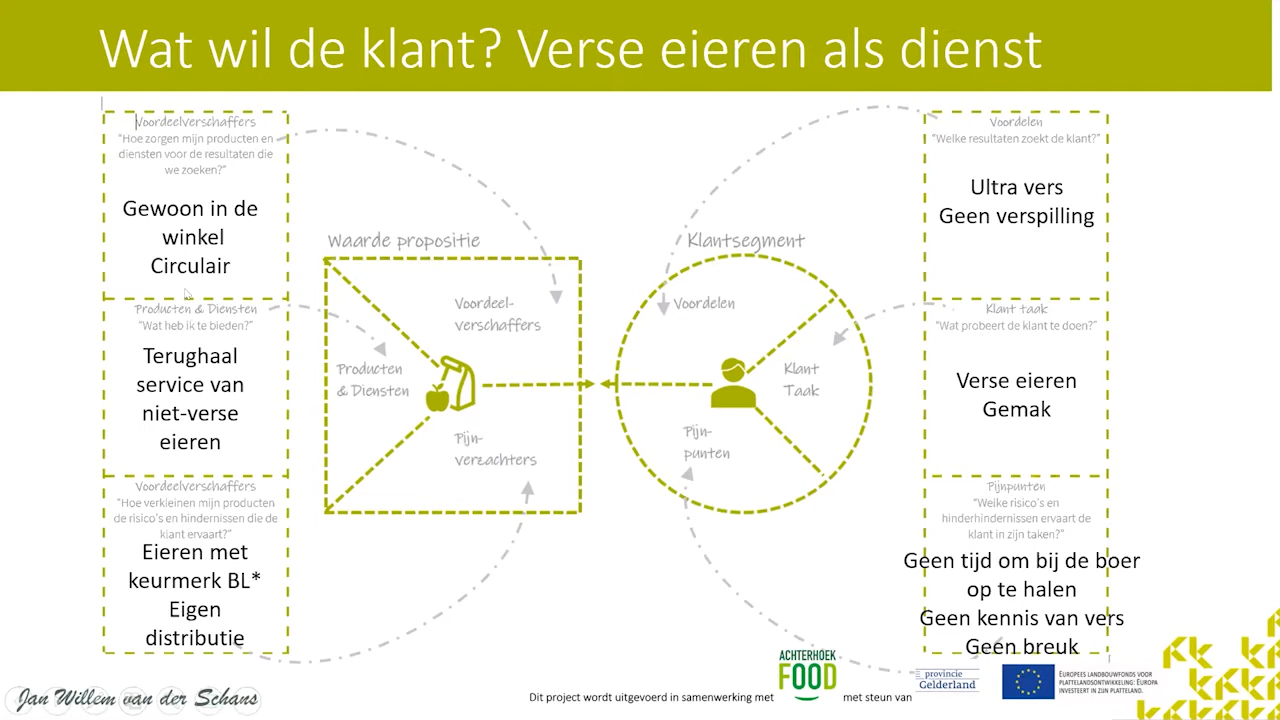 Wat wil de klant? Verse eieren als dienst
Voordeelverschaffers
"Hoe zorgen mijn producten en
diensten voor de resultaten die
we zoeken?"
Gewoon in de
winkel
Circulair
Producten & Diensten
"Wat heb ik te bieden?"
Terughaal
service van
niet-verse
eieren
Voordeelverschaffers
"Hoe verkleinen mijn producten
de risico's en hindernissen die de
klant ervaart?"
Eieren met
keurmerk BL*
Eigen
distributie
Waarde propositie
Voordeel-
verschaffers
Producten
& Diensten
Pijn-
verzachters
Klantsegment
Voordelen
Klant
Taak
Pijn-
punten
Voordelen
"Welke resultaten zoekt de klant?"
Ultra vers
Geen verspilling
Klant taak
"Wat probeert de klant te doen?"
Verse eieren
Gemak
Pijnpunten
"Welke risico's en
hinderhindernissen ervaart de
klant in zijn taken?"
Geen tijd om bij de boer
op te halen
Geen kennis van vers
Geen breuk
Jan Willem van der Schans
Dit project wordt uitgevoerd in samenwerking met
ACHTERHOEK
FOOD
met steun van
provincie
Gelderland
Europees Landbouwfonds voor
Plattelandsontwikkeling: Europa
investeert in zijn platteland.